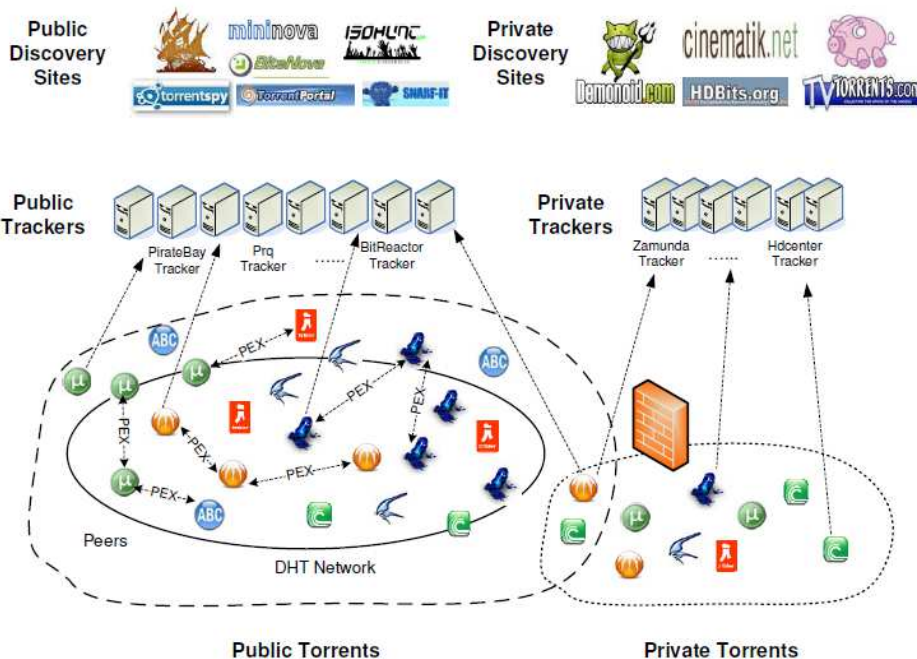 Public
Discovery
Sites
mininova
ISOHUNT
BiteNova
torrentspy
TorrentPortal
SNARF-IT
Private
Discovery
Sites
Demonoid.com
cinematik.net
HDBits.org
TVTORRENTS.com
Public
Trackers
PirateBay
Tracker
Prq
Tracker
......
BitReactor
Tracker
Private
Trackers
Zamunda
Tracker
......
Hdcenter
Tracker
ABC
PEX
ABC
µ
µ
µ
PEX
PEX
PEX
PEX
PEX
µ
PEX
ABC
µ
µ
Peers
DHT Network
Public Torrents
Private Torrents